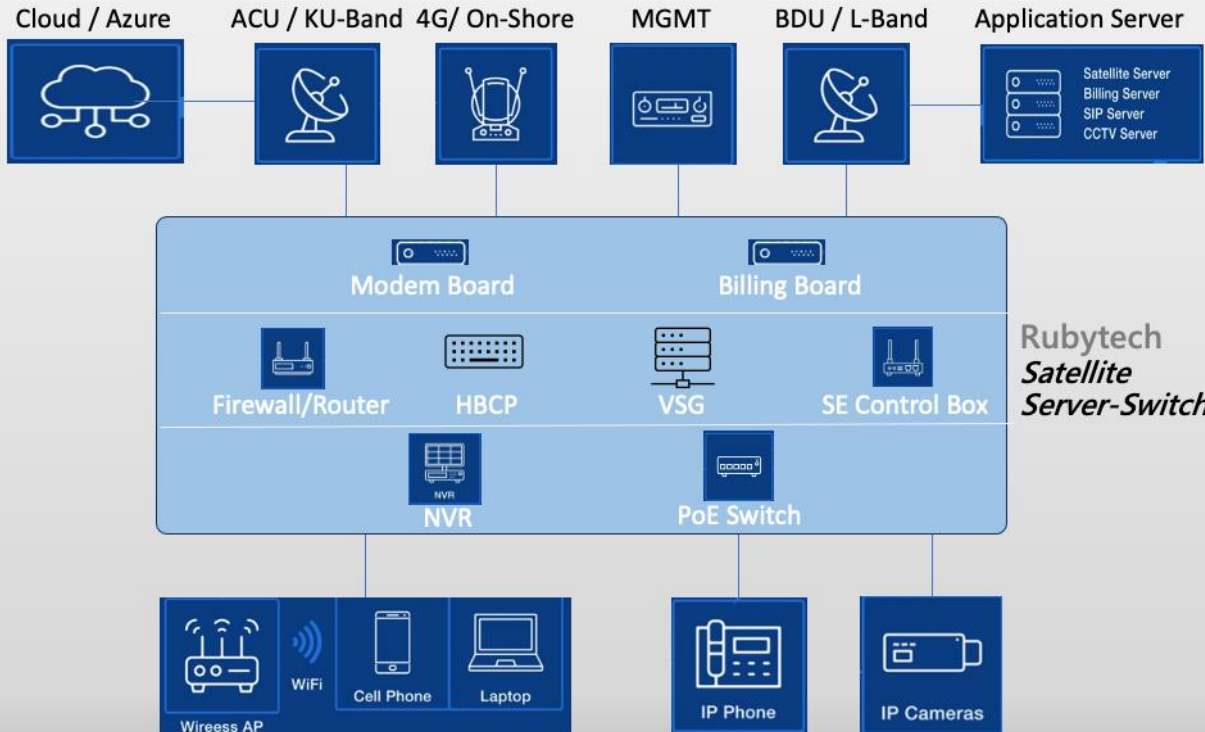 Cloud / Azure
ACU / KU-Band
4G/ On-Shore
MGMT
BDU / L-Band
Application Server
Satellite Server
Billing Server
SIP Server
CCTV Server
Modem Board
Billing Board
Firewall/Router
HBCP
VSG
SE Control Box
Rubytech
Satellite
Server-Switch
NVR
NVR
PoE Switch
WiFi
Cell Phone
Laptop
Wireess AP
IP Phone
IP Cameras